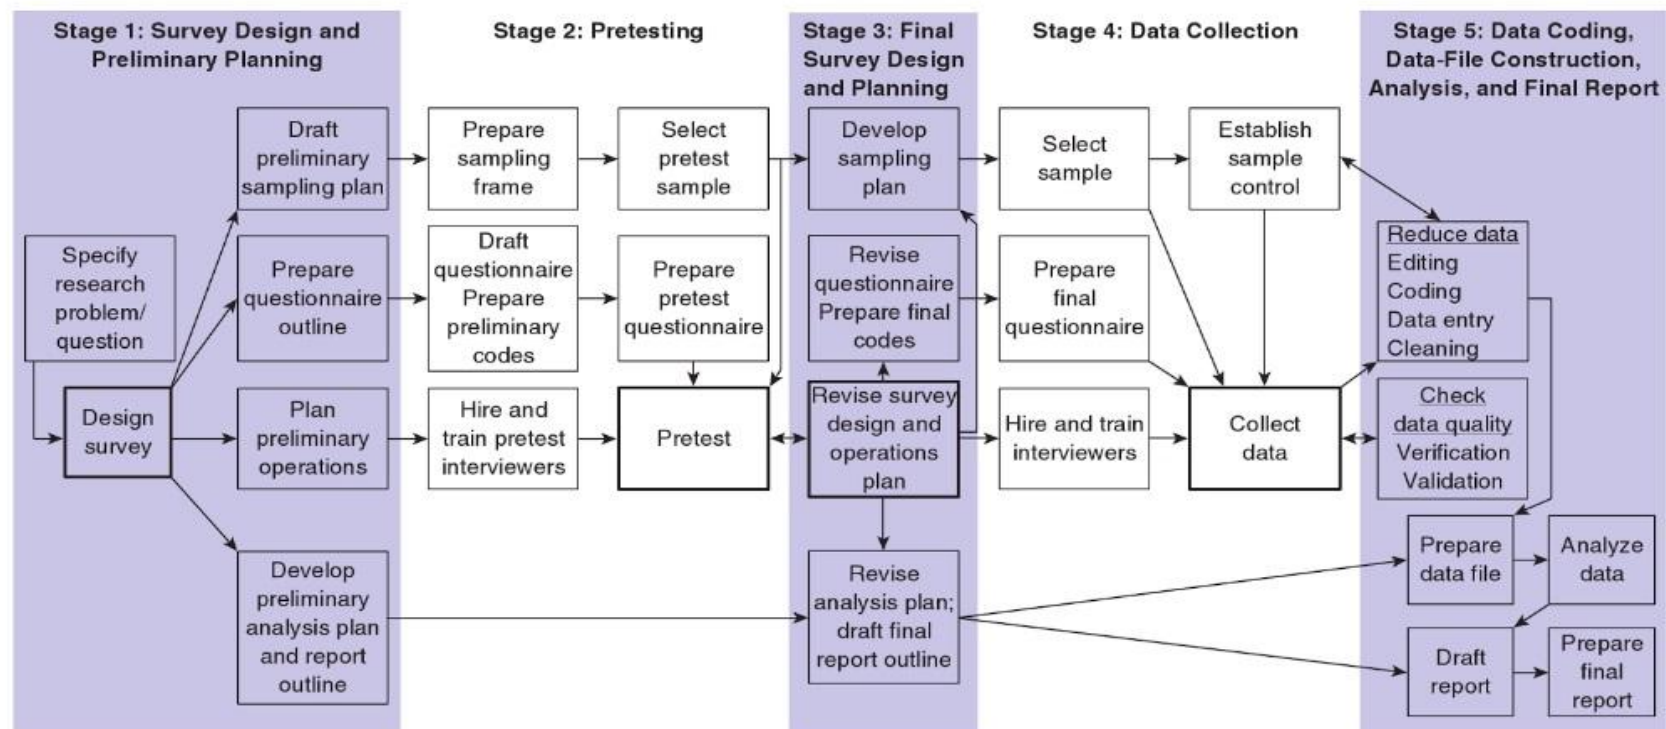 Stage 1: Survey Design and
Preliminary Planning
Stage 2: Pretesting
Stage 3: Final
Survey Design
and Planning
Stage 4: Data Collection
Stage 5: Data Coding,
Data-File Construction,
Analysis, and Final Report
Specify
research
problem/
question
Design
survey
Draft
preliminary
sampling plan
Prepare
questionnaire
outline
Plan
preliminary
operations
Develop
preliminary
analysis plan
and report
outline
Prepare
sampling
frame
Draft
questionnaire
Prepare
preliminary
codes
Hire and
train pretest
interviewers
Select
pretest
sample
Prepare
pretest
questionnaire
Pretest
Develop
sampling
plan
Revise
questionnaire
Prepare final
codes
Revise survey
design and
operations
plan
Revise
analysis plan;
draft final
report outline
Select
sample
Prepare
final
questionnaire
Hire and train
interviewers
Establish
sample
control
Collect
data
Reduce data
Editing
Coding
Data entry
Cleaning
Check
data quality
Verification
Validation
Prepare
data file
Analyze
data
Draft
report
Prepare
final
report